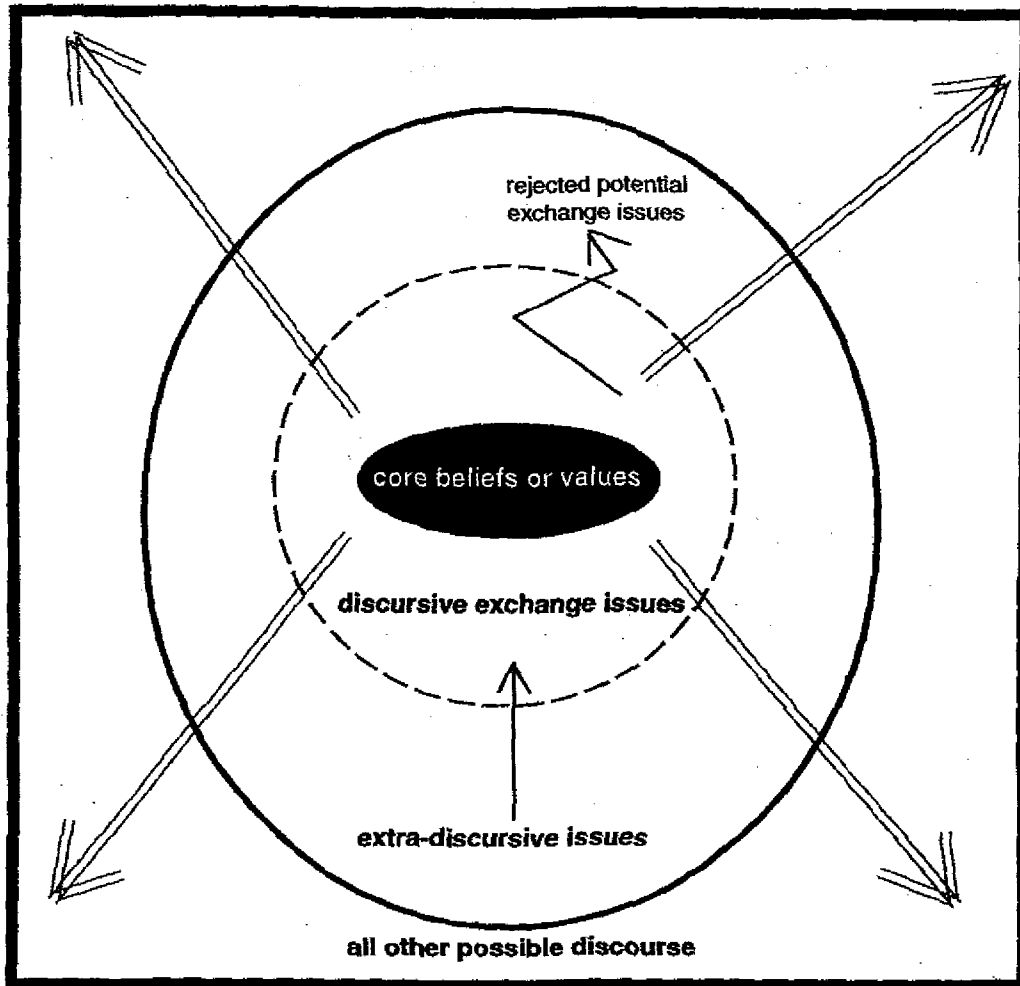 rejected potential
exchange issues
core beliefs or values
discursive exchange issues
extra-discursive issues
all other possible discourse